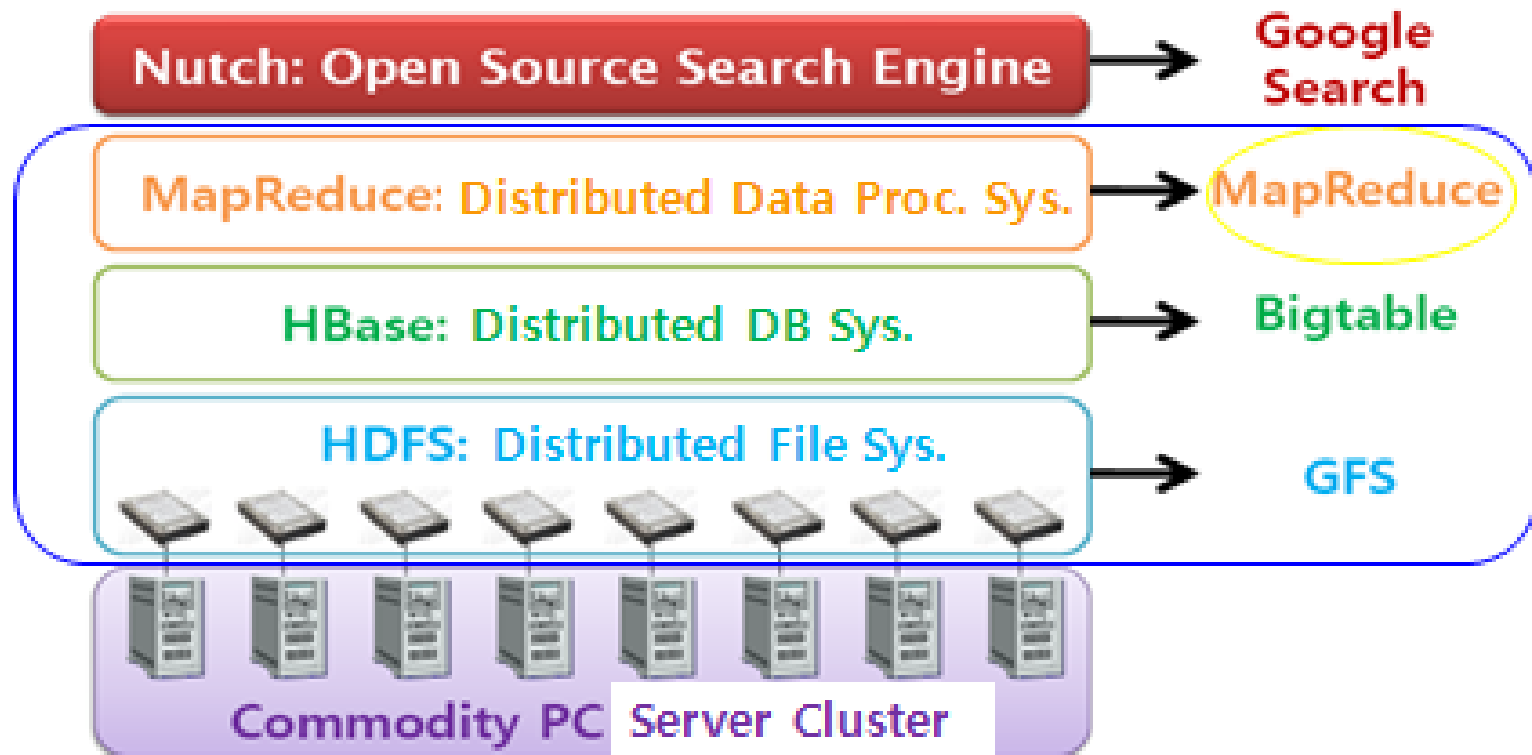 Nutch: Open Source Search Engine
Google
Search
MapReduce: Distributed Data Proc. Sys.
MapReduce
HBase: Distributed DB Sys.
Bigtable
HDFS: Distributed File Sys.
GFS
Commodity PC Server Cluster